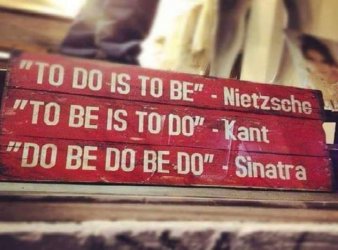 "TO DO IS TO BE" - Nietzsche
"TO BE IS TO DO" - Kant
"DO BE DO BE DO" - Sinatra